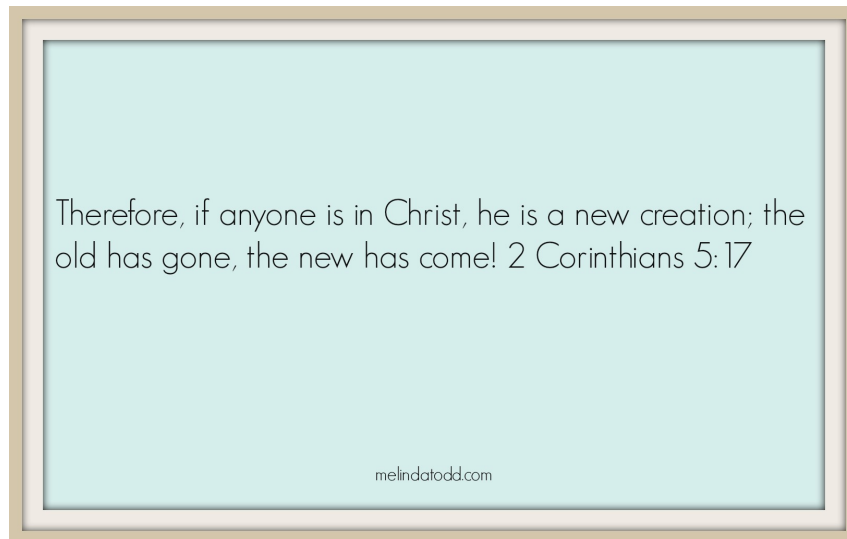 Therefore, if anyone is in Christ, he is a new creation; the
old has gone, the new has come! 2 Corinthians 5:17
melindatodd.com